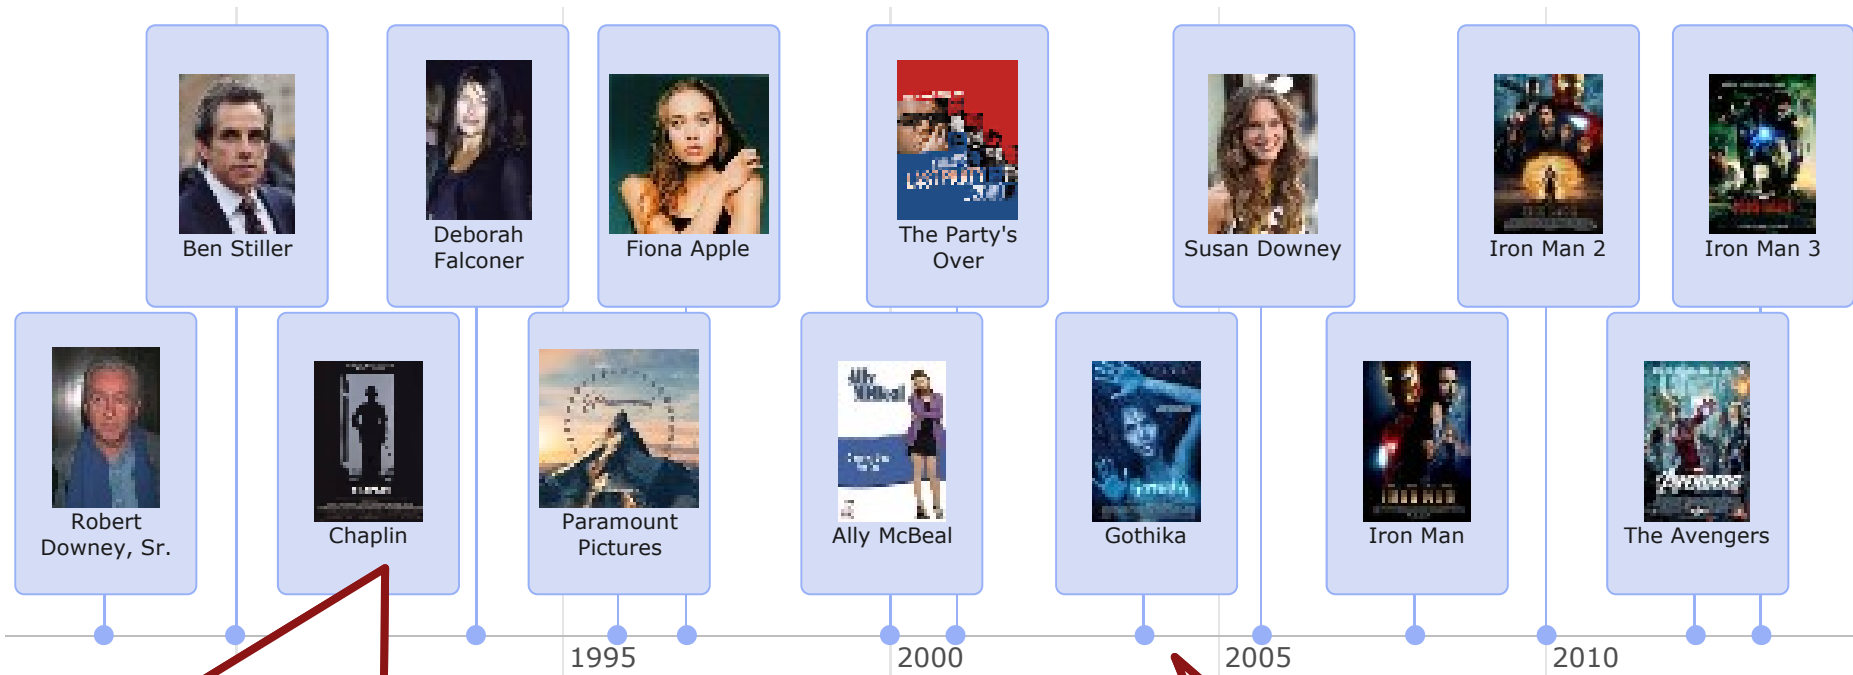 Ben Stiller
Deborah
Falconer
Fiona Apple
The Party's
Over
Susan Downey
Iron Man 2
Iron Man 3
Robert
Downey, Sr.
Chaplin
Paramount
Pictures
Ally McBeal
Gothika
Iron Man
The Avengers
1995
2000
2005
2010